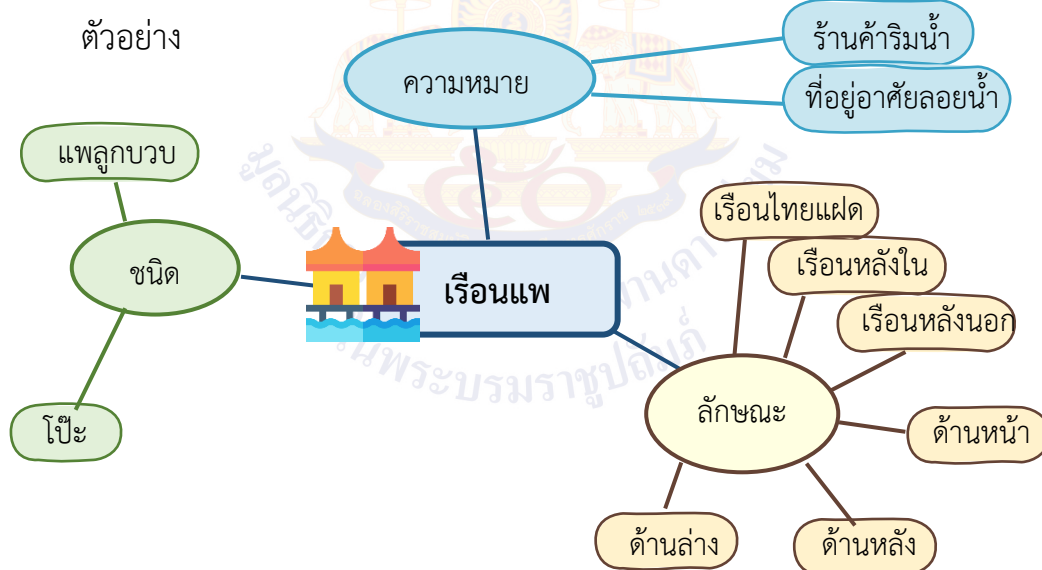 ตัวอย่าง
ความหมาย
ร้านค้าริมน้ำ
ที่อยู่อาศัยลอยน้ำ
แพลูกบวบ
ชนิด
โป๊ะ
เรือนแพ
เรือนไทยแฝด
เรือนหลังใน
เรือนหลังนอก
ลักษณะ
ด้านหน้า
ด้านล่าง
ด้านหลัง